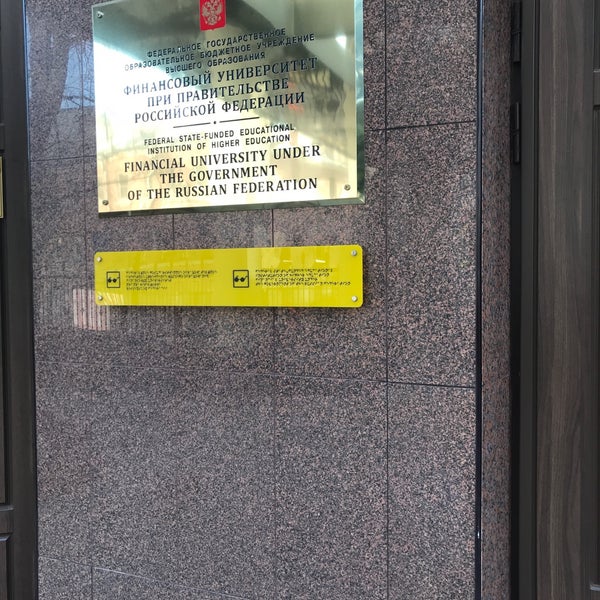 ФЕДЕРАЛЬНОЕ ГОСУДАРСТВЕННОЕ
ОБРАЗОВАТЕЛЬНОЕ БЮДЖЕТНОЕ УЧРЕЖДЕНИЕ
ВЫСШЕГО ОБРАЗОВАНИЯ
ФИНАНСОВЫЙ УНИВЕРСИТЕТ
ПРИ ПРАВИТЕЛЬСТВЕ
РОССИЙСКОЙ ФЕДЕРАЦИИ
FEDERAL STATE-FUNDED EDUCATIONAL
INSTITUTION OF HIGHER EDUCATION
FINANCIAL UNIVERSITY UNDER
THE GOVERNMENT
OF THE RUSSIAN FEDERATION